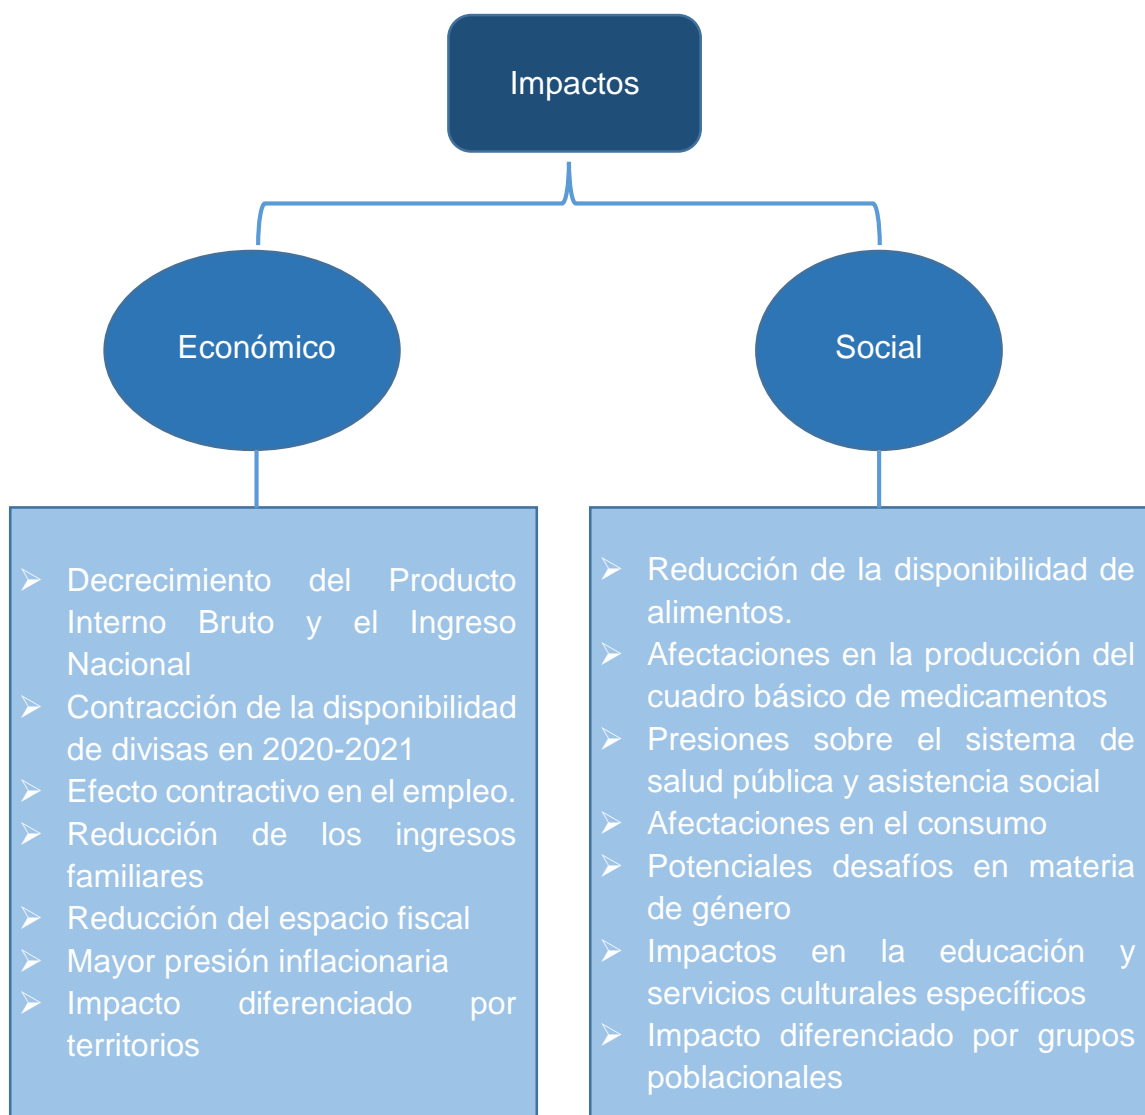 Impactos
Económico
Social
➢ Decrecimiento del Producto
Interno Bruto y el Ingreso
Nacional
➢ Contracción de la disponibilidad
de divisas en 2020-2021
➢ Efecto contractivo en el empleo.
➢ Reducción de los ingresos
familiares
➢ Reducción del espacio fiscal
➢ Mayor presión inflacionaria
➢ Impacto diferenciado por
territorios
➢ Reducción de la disponibilidad de
alimentos.
➢ Afectaciones en la producción del
cuadro básico de medicamentos
➢ Presiones sobre el sistema de
salud pública y asistencia social
➢ Afectaciones en el consumo
➢ Potenciales desafíos en materia
de género
➢ Impactos en la educación y
servicios culturales específicos
➢ Impacto diferenciado por grupos
poblacionales